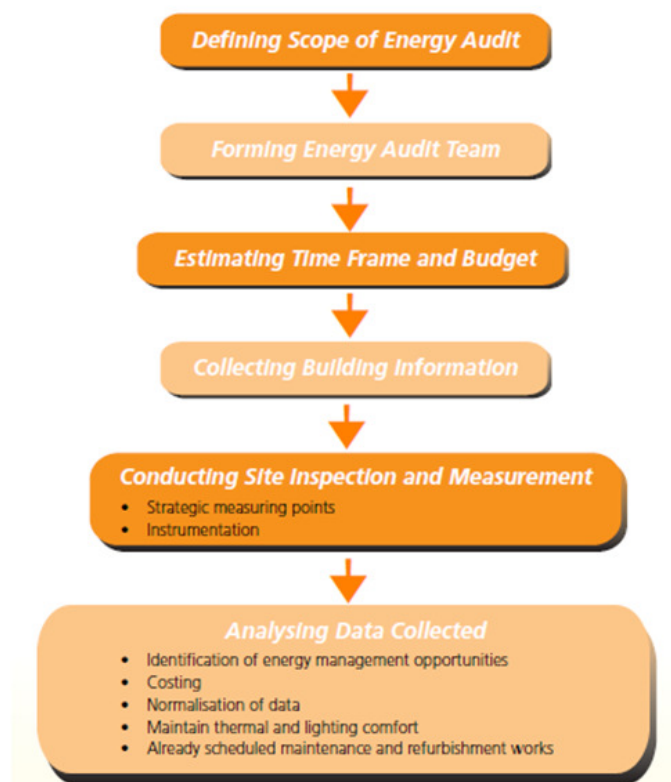 Defining Scope of Energy Audit
Forming Energy Audit Team
Estimating Time Frame and Budget
Collecting Building Information
Conducting Site Inspection and Measurement
• Strategic measuring points
• Instrumentation
Analysing Data Collected
• Identification of energy management opportunities
• Costing
• Normalisation of data
• Maintain thermal and lighting comfort
• Already scheduled maintenance and refurbishment works